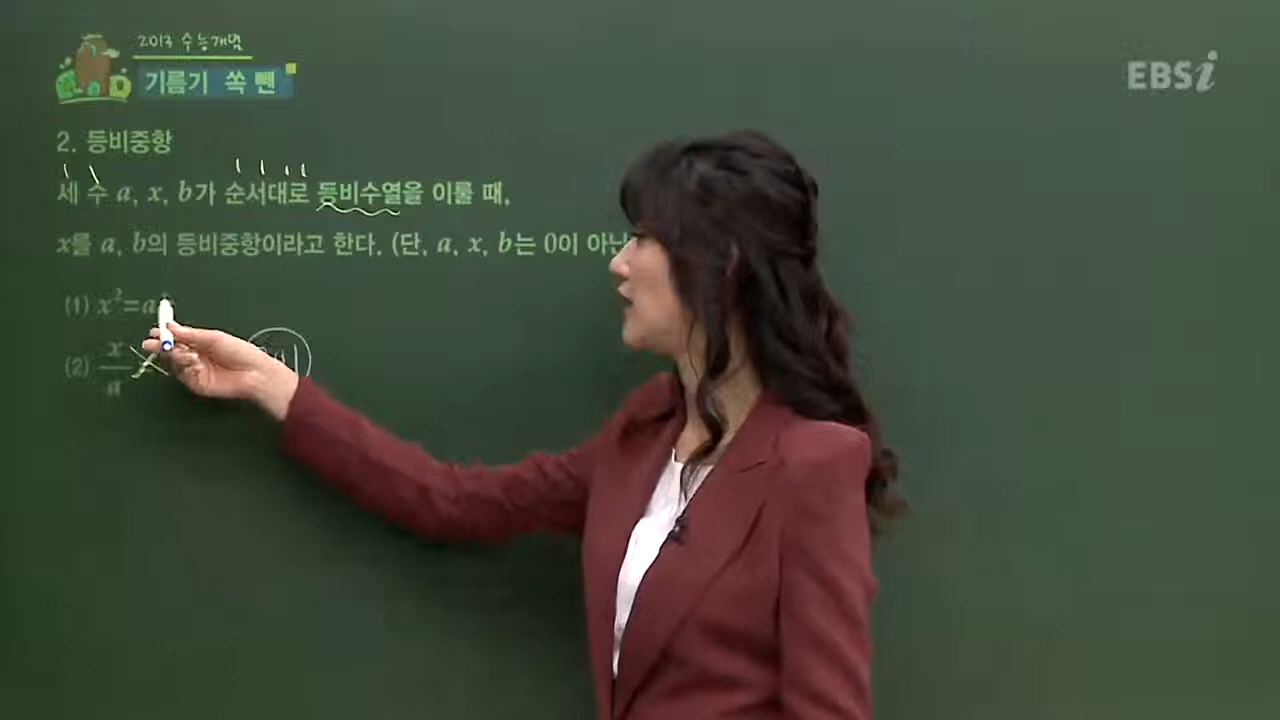 2013 수능개념
기름기 쏙 뺀
EBSi
2. 등비중항
세 수 a, x, b가 순서대로 등비수열을 이룰 때,
x를 a, b의 등비중항이라고 한다. (단, a, x, b는 0이 아닌
(1) x²=a
(2) x/a